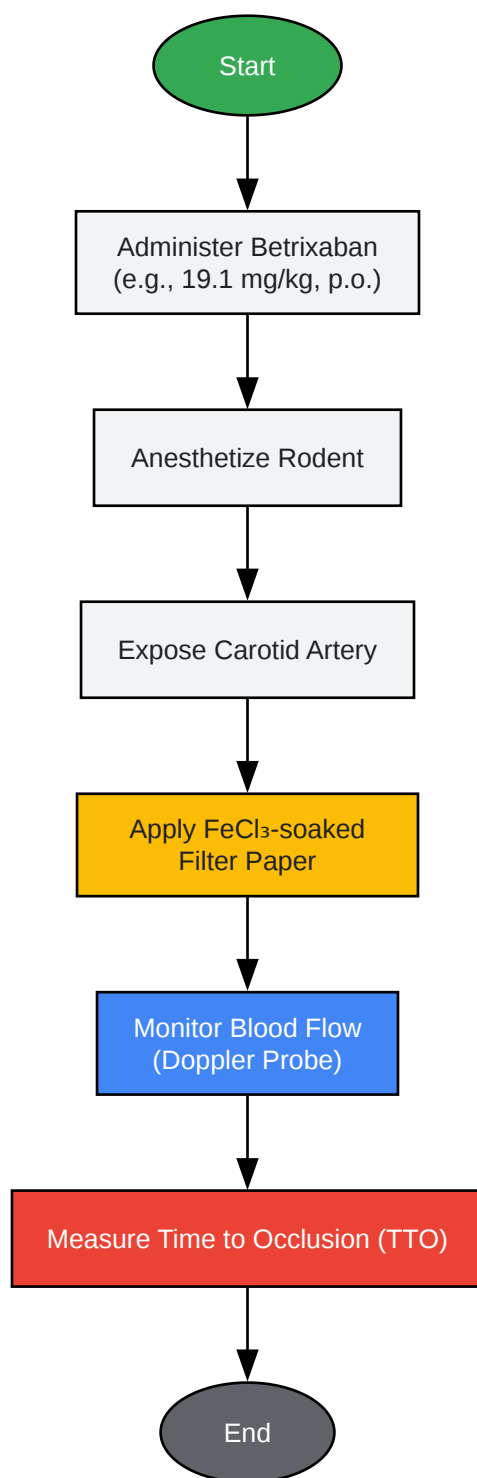 Start
Administer Betrixaban
(e.g., 19.1 mg/kg, p.o.)
Anesthetize Rodent
Expose Carotid Artery
Apply FeCl₃-soaked
Filter Paper
Monitor Blood Flow
(Doppler Probe)
Measure Time to Occlusion (TTO)
End